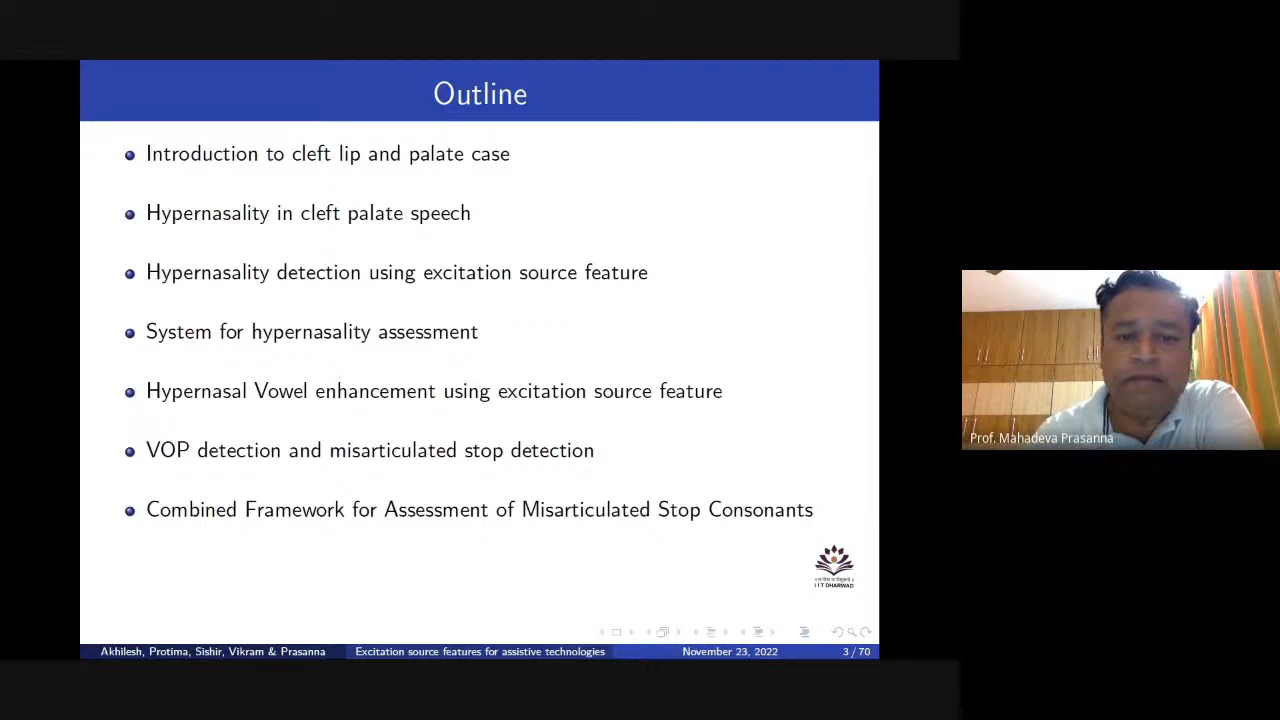 Outline
Introduction to cleft lip and palate case
Hypernasality in cleft palate speech
Hypernasality detection using excitation source feature
System for hypernasality assessment
Hypernasal Vowel enhancement using excitation source feature
VOP detection and misarticulated stop detection
Combined Framework for Assessment of Misarticulated Stop Consonants
IIT DHARWAD
Akhilesh, Protima, Sishir, Vikram & Prasanna Excitation source features for assistive technologies November 23, 2022 3 / 70
Prof. Mahadeva Prasanna